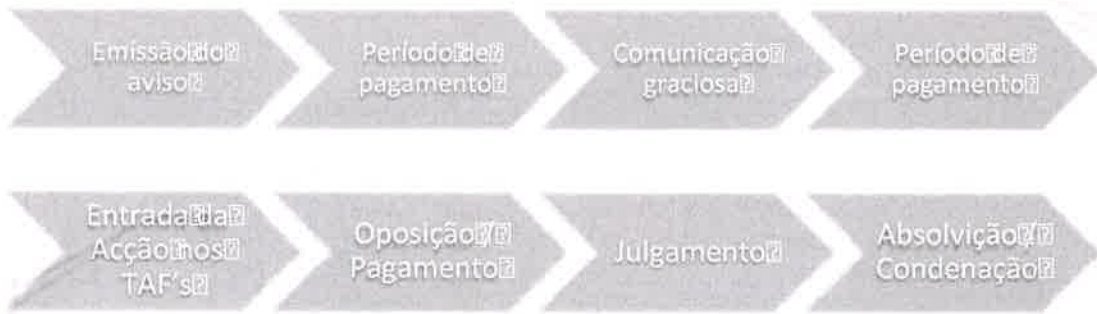 Emissão do
aviso
Período de
pagamento
Comunicação
graciosa
Período de
pagamento
Entrada da
Acção nos
TAF's
Oposição /
Pagamento
Julgamento
Absolvição /
Condenação